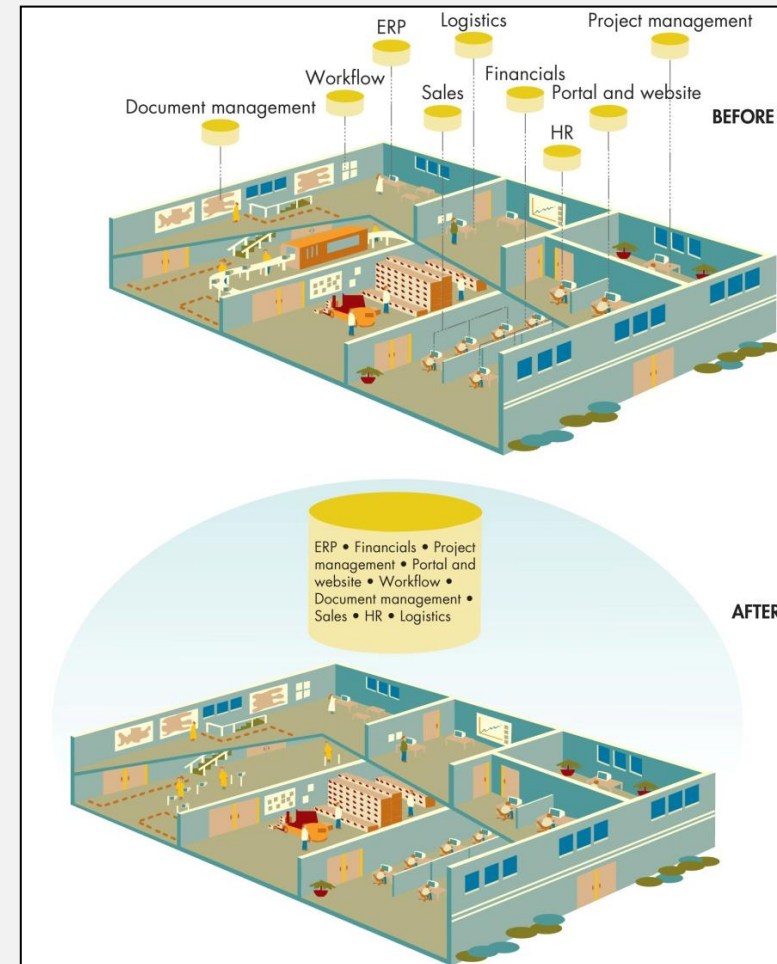 ERP
Logistics
Project management
Workflow
Financials
Document management
Sales
Portal and website
BEFORE
HR
ERP • Financials • Project
management • Portal and
website • Workflow •
Document management •
Sales • HR • Logistics
AFTER